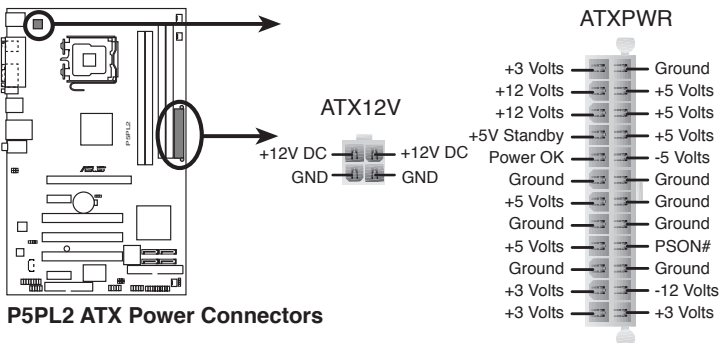 ATXPWR
+3 Volts Ground
+12 Volts +5 Volts
+12 Volts +5 Volts
+5V Standby +5 Volts
Power OK -5 Volts
Ground Ground
+5 Volts Ground
Ground Ground
+5 Volts PSON#
Ground Ground
+3 Volts -12 Volts
+3 Volts +3 Volts
ATX12V
+12V DC +12V DC
GND GND
P5PL2
ASUS
P5PL2 ATX Power Connectors